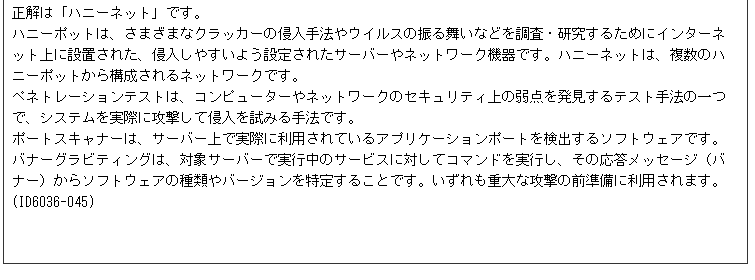 正解は「ハニーネット」です。
ハニーポットは、さまざまなクラッカーの侵入手法やウイルスの振る舞いなどを調査・研究するためにインターネ
ット上に設置された、侵入しやすいよう設定されたサーバーやネットワーク機器です。ハニーネットは、複数のハ
ニーポットから構成されるネットワークです。
ペネトレーションテストは、コンピューターやネットワークのセキュリティ上の弱点を発見するテスト手法の一つ
で、システムを実際に攻撃して侵入を試みる手法です。
ポートスキャナーは、サーバー上で実際に利用されているアプリケーションポートを検出するソフトウェアです。
バナーグラビティングは、対象サーバーで実行中のサービスに対してコマンドを実行し、その応答メッセージ（バ
ナー）からソフトウェアの種類やバージョンを特定することです。いずれも重大な攻撃の前準備に利用されます。
(ID6036-045)